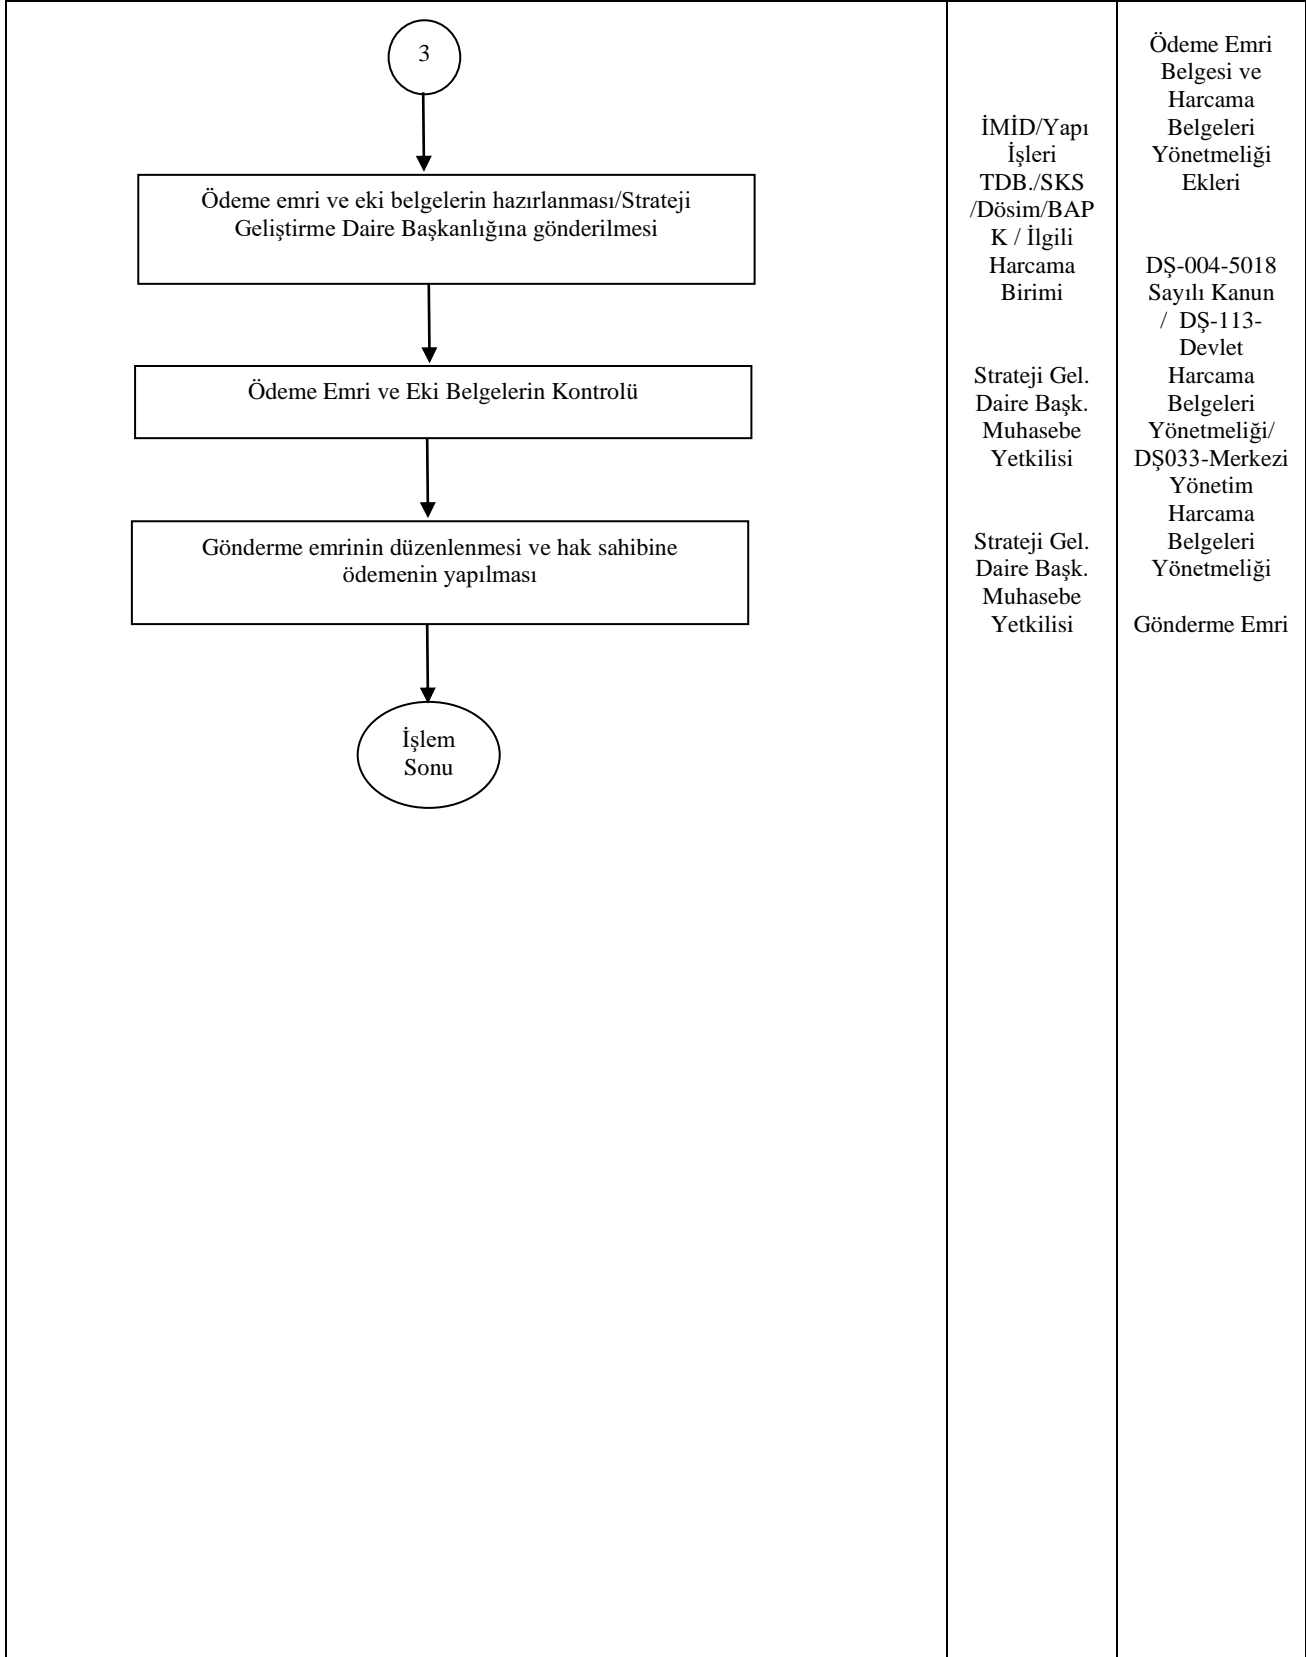 3
Ödeme emri ve eki belgelerin hazırlanması/Strateji
Geliştirme Daire Başkanlığına gönderilmesi
Ödeme Emri ve Eki Belgelerin Kontrolü
Gönderme emrinin düzenlenmesi ve hak sahibine
ödemenin yapılması
İşlem
Sonu
İMİD/Yapı
İşleri
TDB./SKS
/Dösim/BAP
K / İlgili
Harcama
Birimi
Strateji Gel.
Daire Başk.
Muhasebe
Yetkilisi
Strateji Gel.
Daire Başk.
Muhasebe
Yetkilisi
Ödeme Emri
Belgesi ve
Harcama
Belgeleri
Yönetmeliği
Ekleri
DŞ-004-5018
Sayılı Kanun
/ DŞ-113-
Devlet
Harcama
Belgeleri
Yönetmeliği/
DŞ033-Merkezi
Yönetim
Harcama
Belgeleri
Yönetmeliği
Gönderme Emri